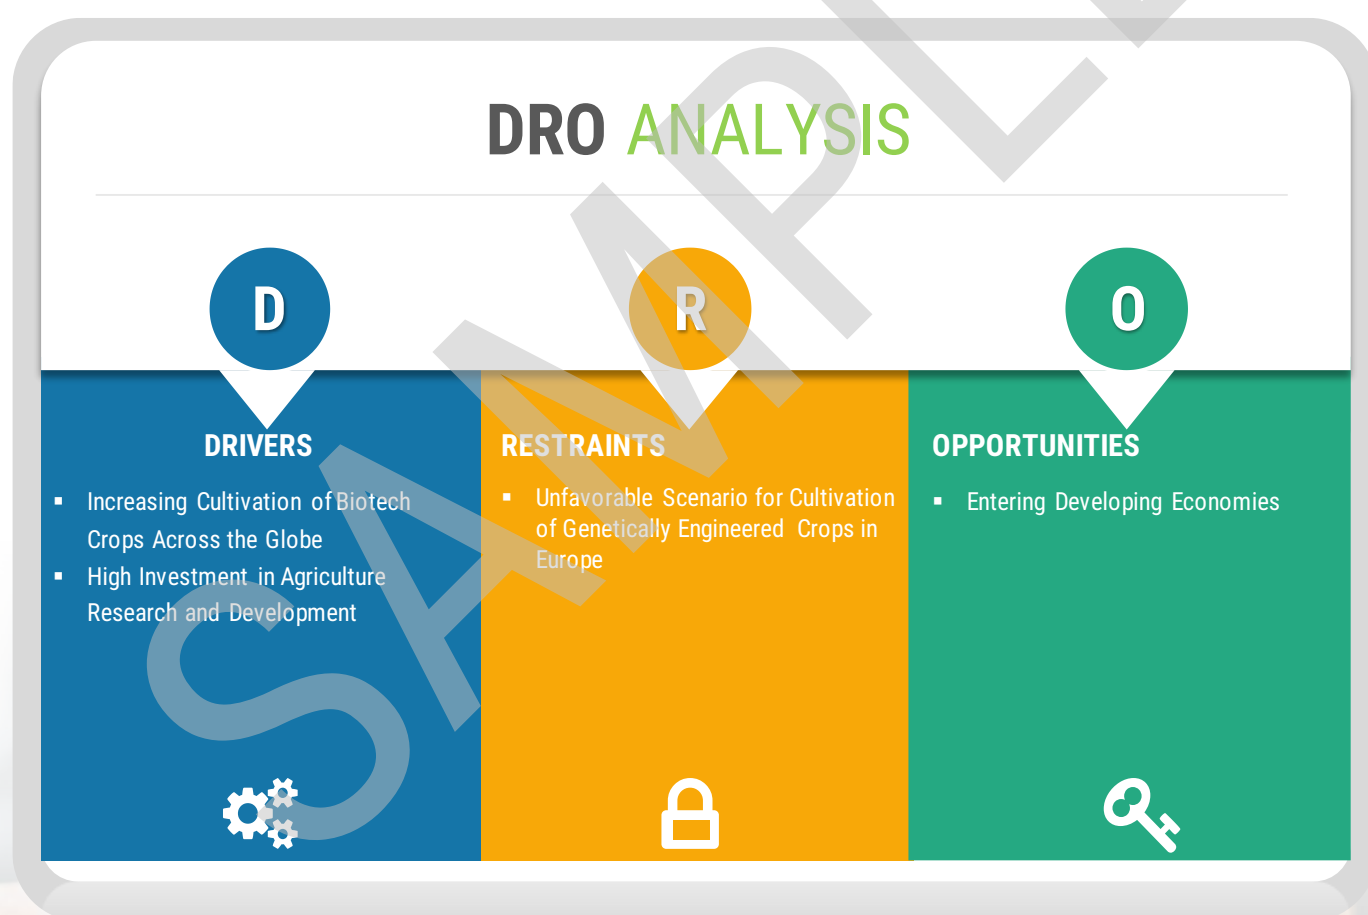 DRO ANALYSIS
D
R
O
DRIVERS
▪ Increasing Cultivation of Biotech
Crops Across the Globe
▪ High Investment in Agriculture
Research and Development
RESTRAINTS
▪ Unfavorable Scenario for Cultivation
of Genetically Engineered Crops in
Europe
OPPORTUNITIES
▪ Entering Developing Economies
SAMPLE